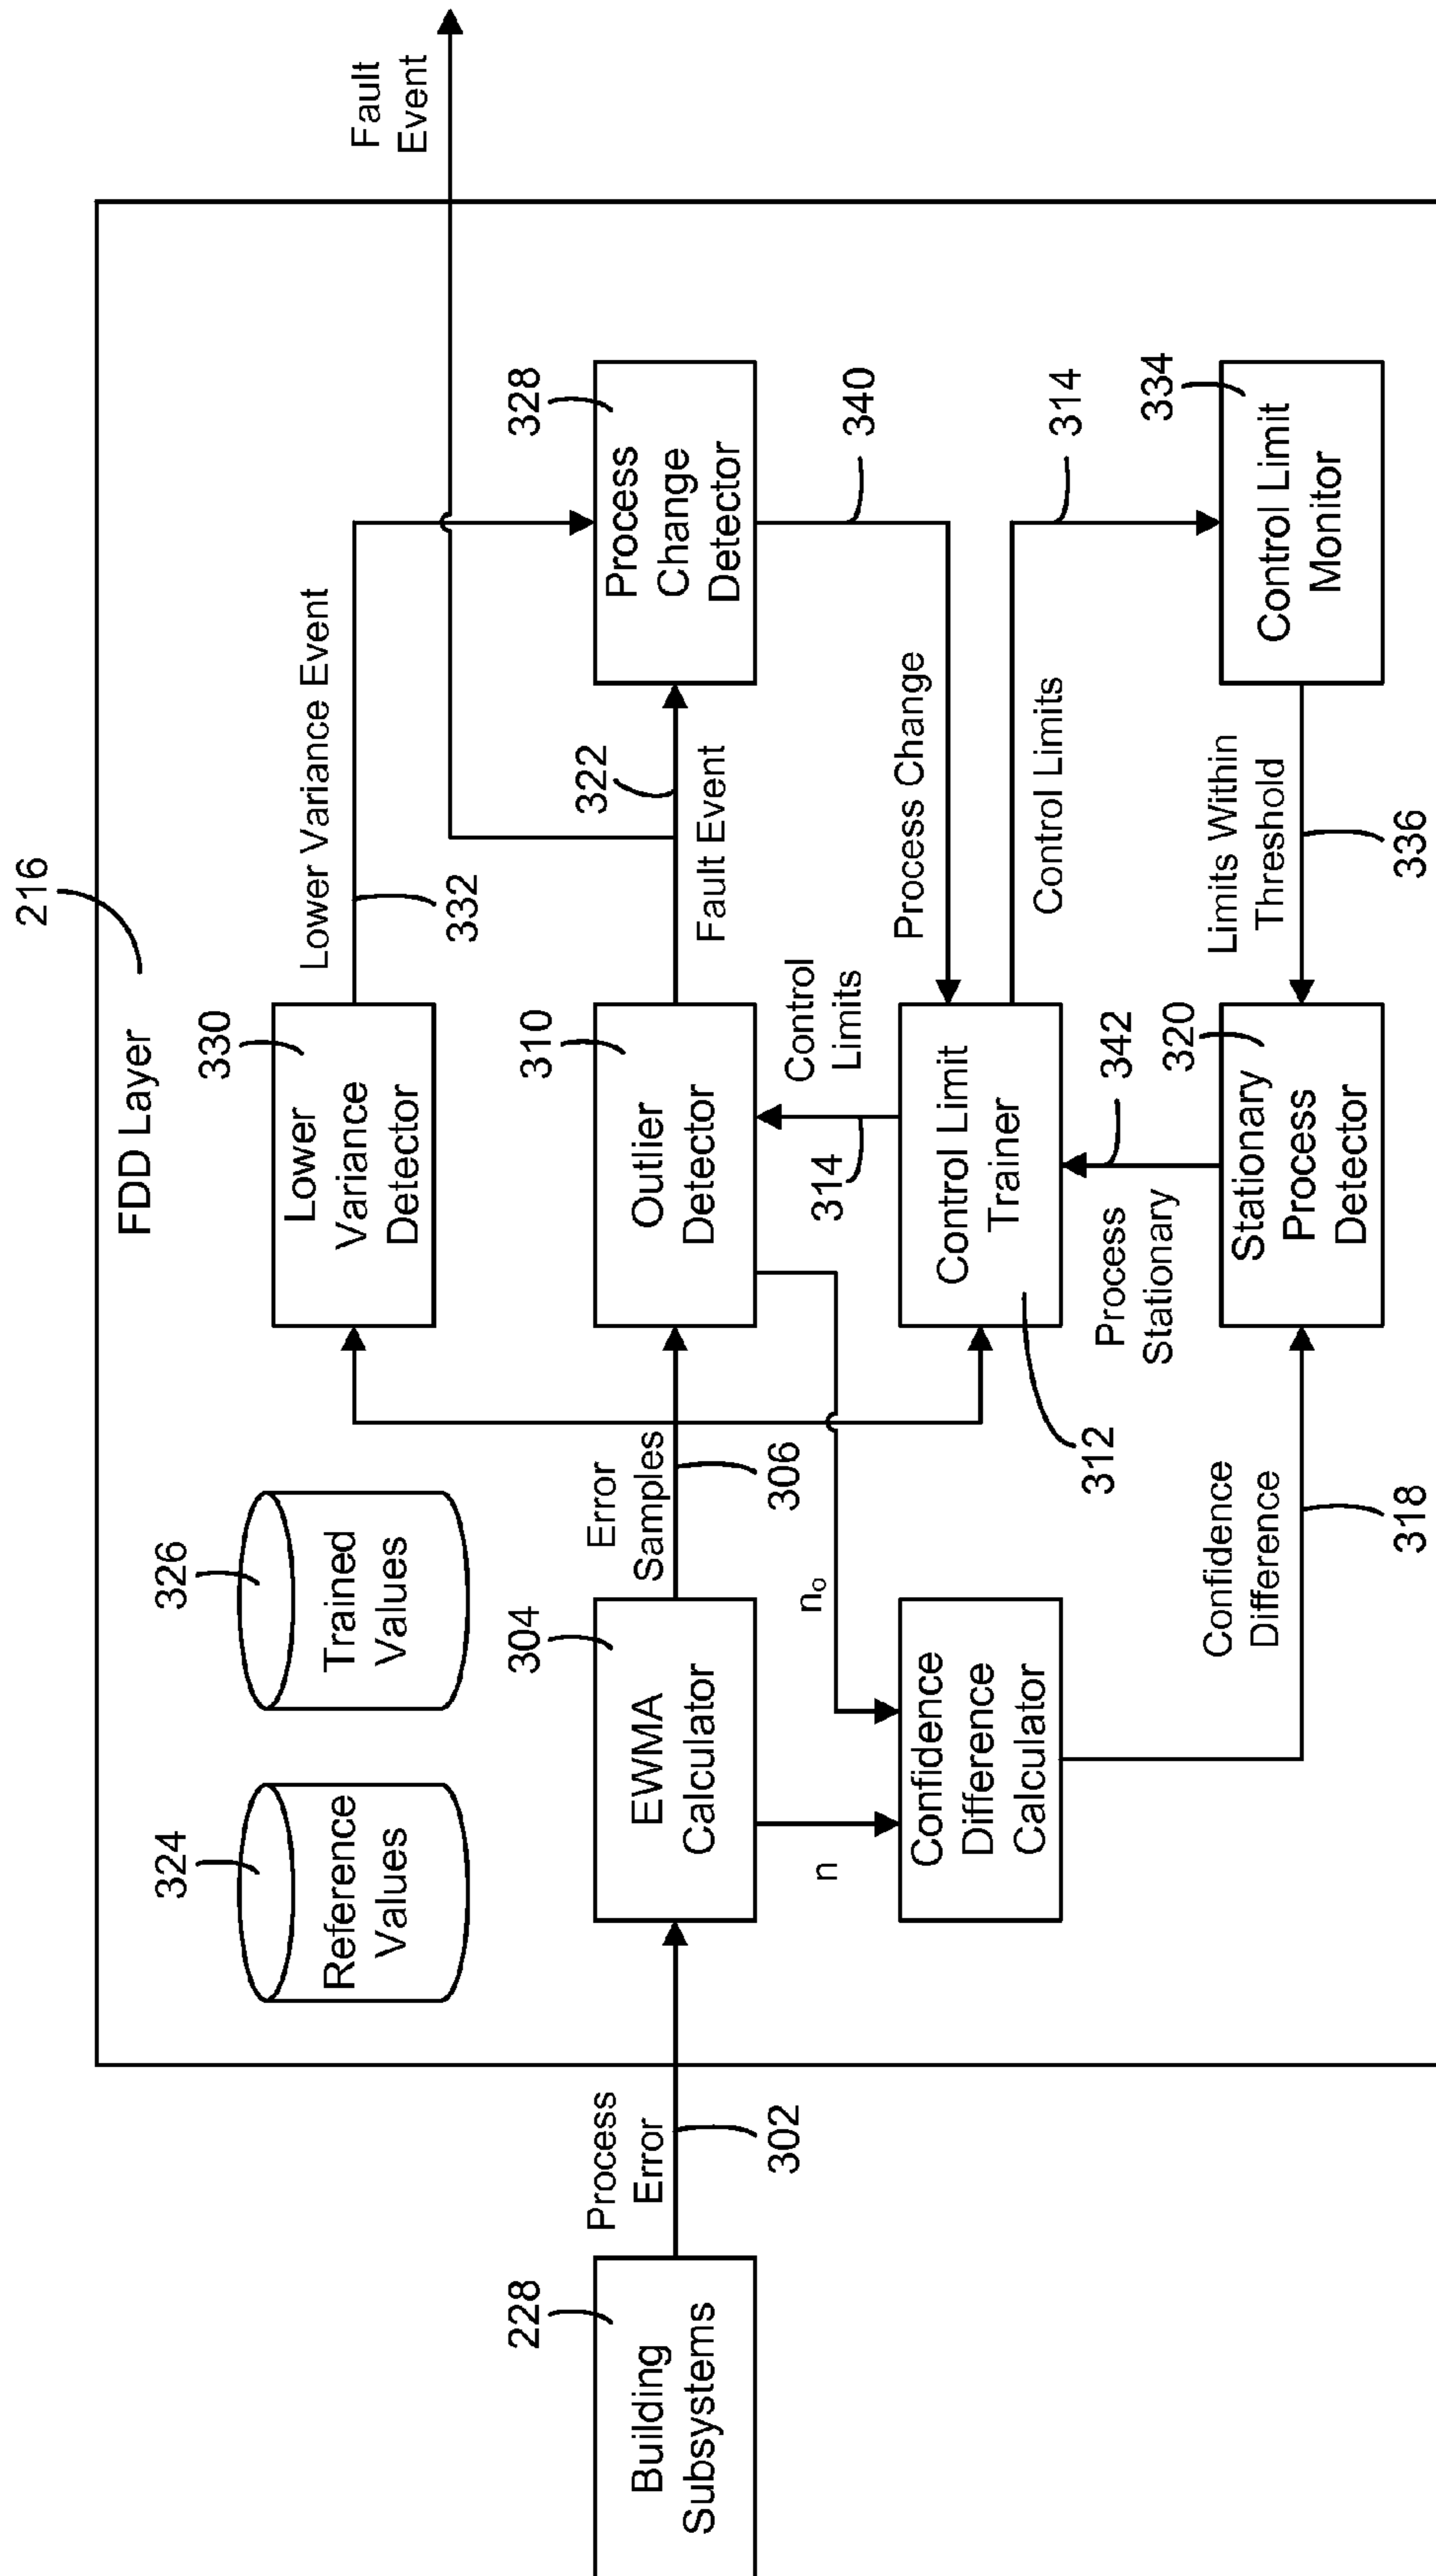 216
FDD Layer
Fault
Event
324
Reference
Values
326
Trained
Values
330
Lower
Variance
Detector
Lower Variance Event
332
228
Building
Subsystems
Process
Error
302
304
EWMA
Calculator
Error
Samples
306
310
Outlier
Detector
322
Fault Event
328
Process
Change
Detector
340
n
nₒ
Confidence
Difference
Calculator
314
Control
Limits
Control Limit
Trainer
312
Process Change
Control Limits
314
Confidence
Difference
318
Process
Stationary
342
320
Stationary
Process
Detector
Limits Within
Threshold
336
334
Control Limit
Monitor